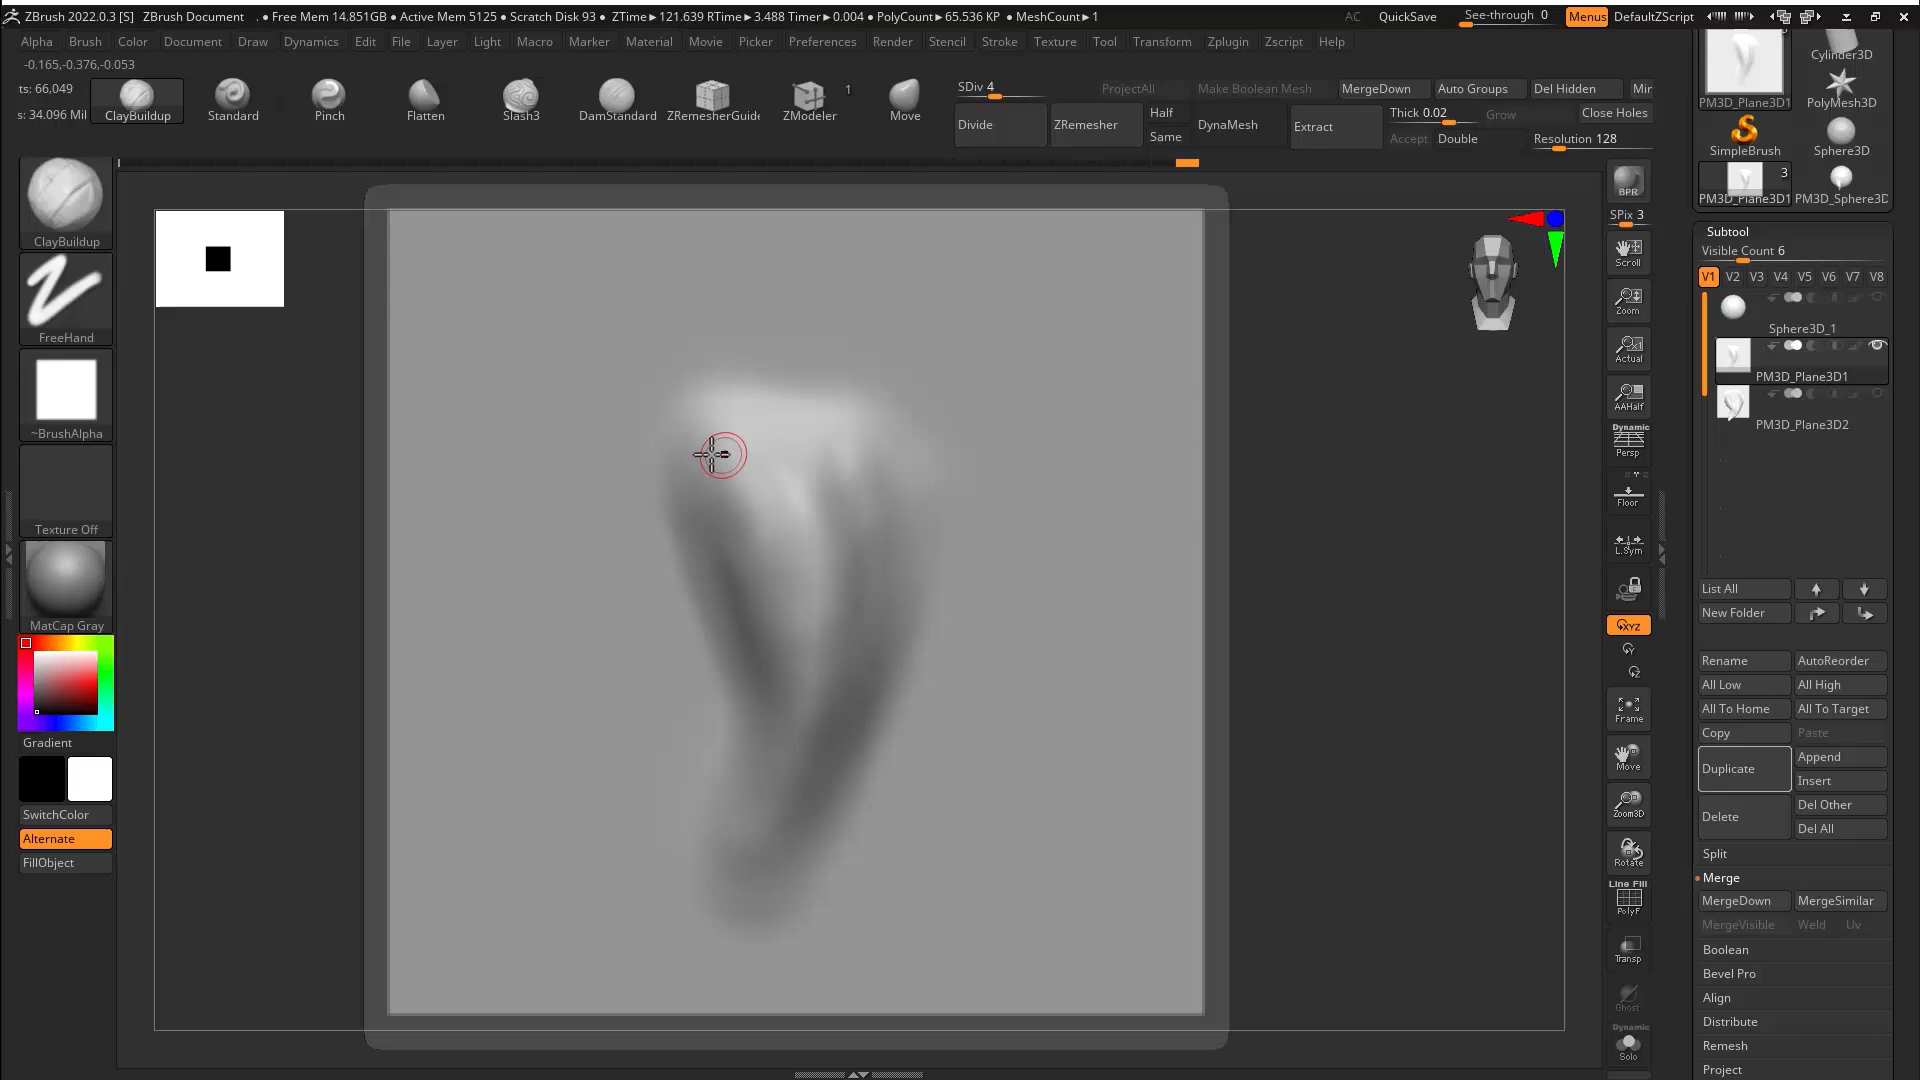 ZBrush 2022.0.3 [S] ZBrush Document . • Free Mem 14.851GB • Active Mem 5125 • Scratch Disk 93 • ZTime►121.639 RTime►3.488 Timer►0.004 • PolyCount►65.536 KP • MeshCount►1 AC QuickSave See-through 0 Menus DefaultZScript
Alpha Brush Color Document Draw Dynamics Edit File Layer Light Macro Marker Material Movie Picker Preferences Render Stencil Stroke Texture Tool Transform Zplugin Zscript Help
-0.165,-0.376,-0.053
ts: 66,049
s: 34.096 Mil
ClayBuildup Standard Pinch Flatten Slash3 DamStandard ZRemesherGuide ZModeler 1 Move
SDiv 4 ProjectAll Make Boolean Mesh MergeDown Auto Groups Del Hidden Mir
Divide ZRemesher Half DynaMesh Extract Thick 0.02 Grow Close Holes
Same Accept Double Resolution 128
ClayBuildup
FreeHand
~BrushAlpha
Texture Off
MatCap Gray
Gradient
SwitchColor
Alternate
FillObject
BPR
SPix 3
Scroll
Zoom
Actual
AAHalf
Dynamic
Persp
Floor
L.Sym
XYZ
Y
Z
Frame
Move
Zoom3D
Rotate
Line Fill
PolyF
Transp
Ghost
Dynamic
Solo
Cylinder3D
PM3D_Plane3D1 PolyMesh3D
SimpleBrush Sphere3D
3
PM3D_Plane3D1 PM3D_Sphere3D
Subtool
Visible Count 6
V1 V2 V3 V4 V5 V6 V7 V8
Sphere3D_1
PM3D_Plane3D1
PM3D_Plane3D2
List All
New Folder
Rename AutoReorder
All Low All High
All To Home All To Target
Copy Paste
Duplicate Append
Insert
Delete Del Other
Del All
Split
Merge
MergeDown MergeSimilar
MergeVisible Weld Uv
Boolean
Bevel Pro
Align
Distribute
Remesh
Project